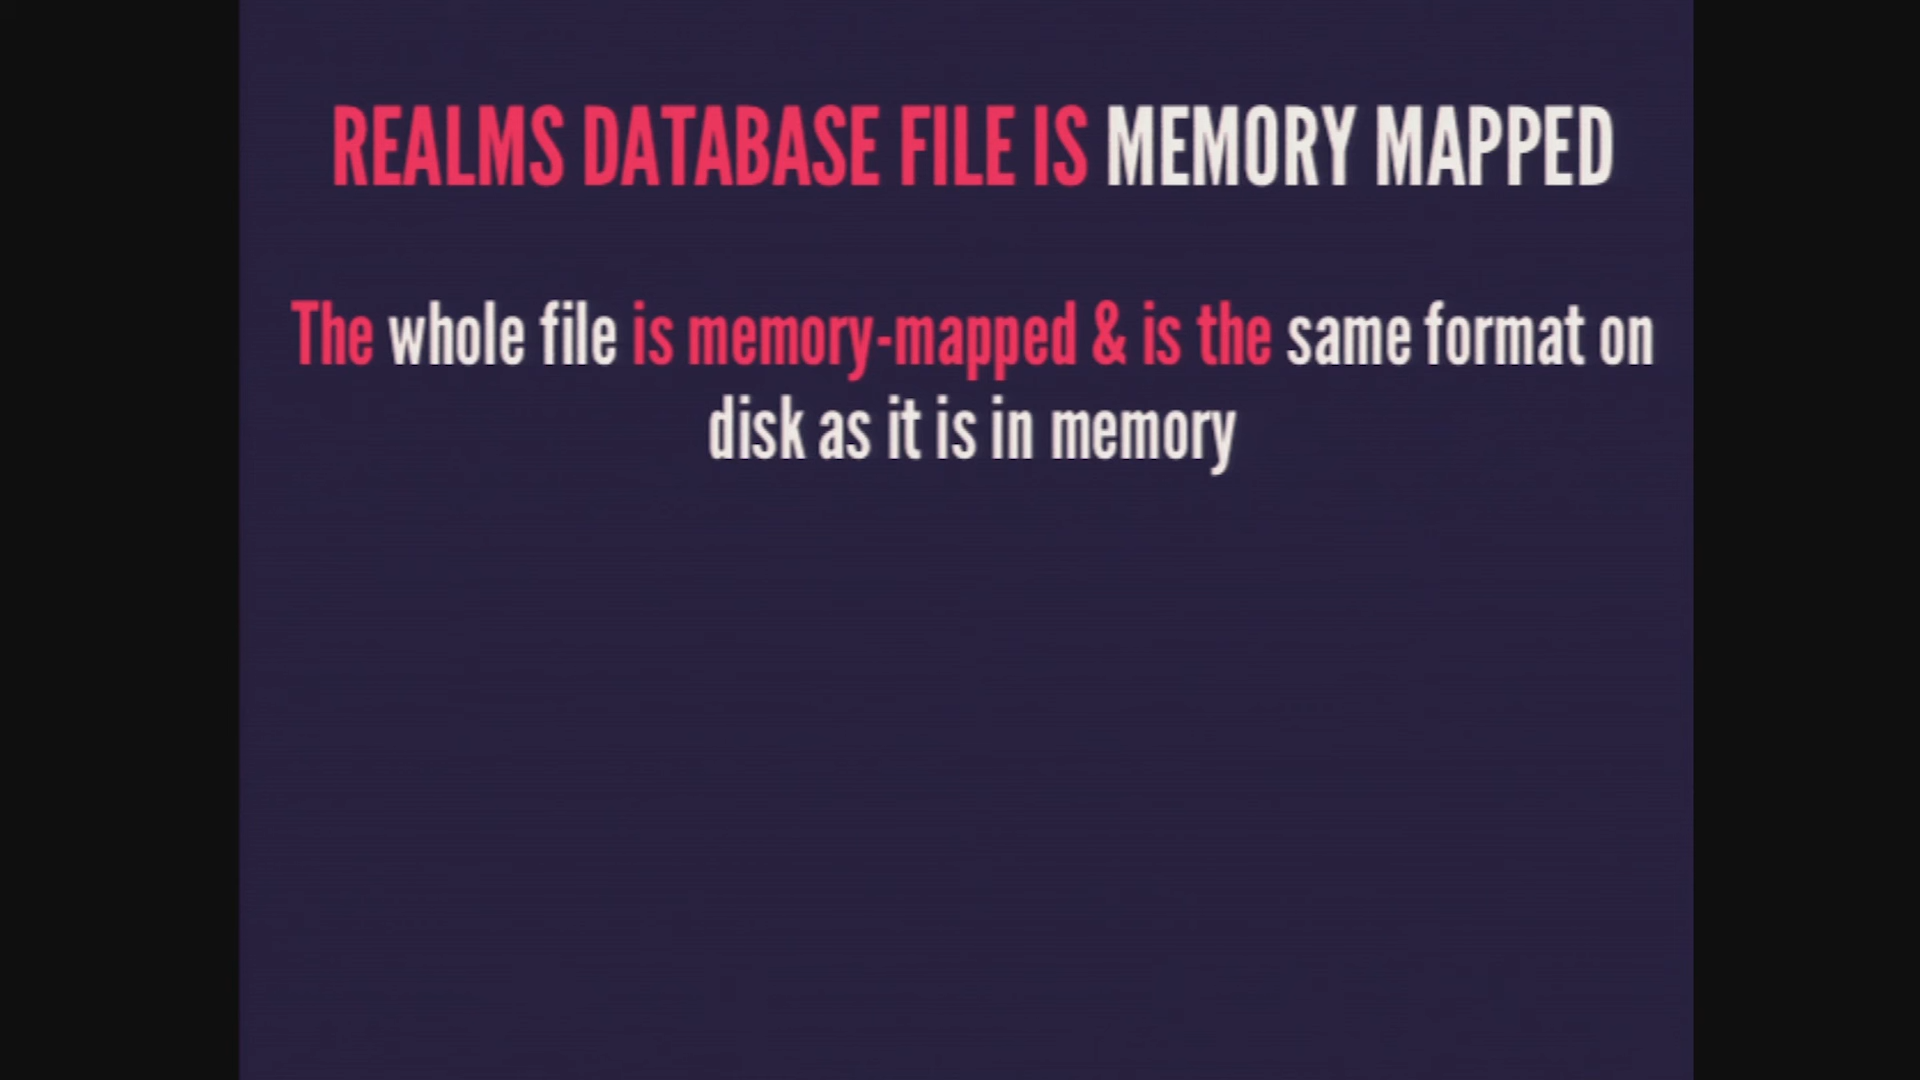 REALMS DATABASE FILE IS MEMORY MAPPED
The whole file is memory-mapped & is the same format on
disk as it is in memory